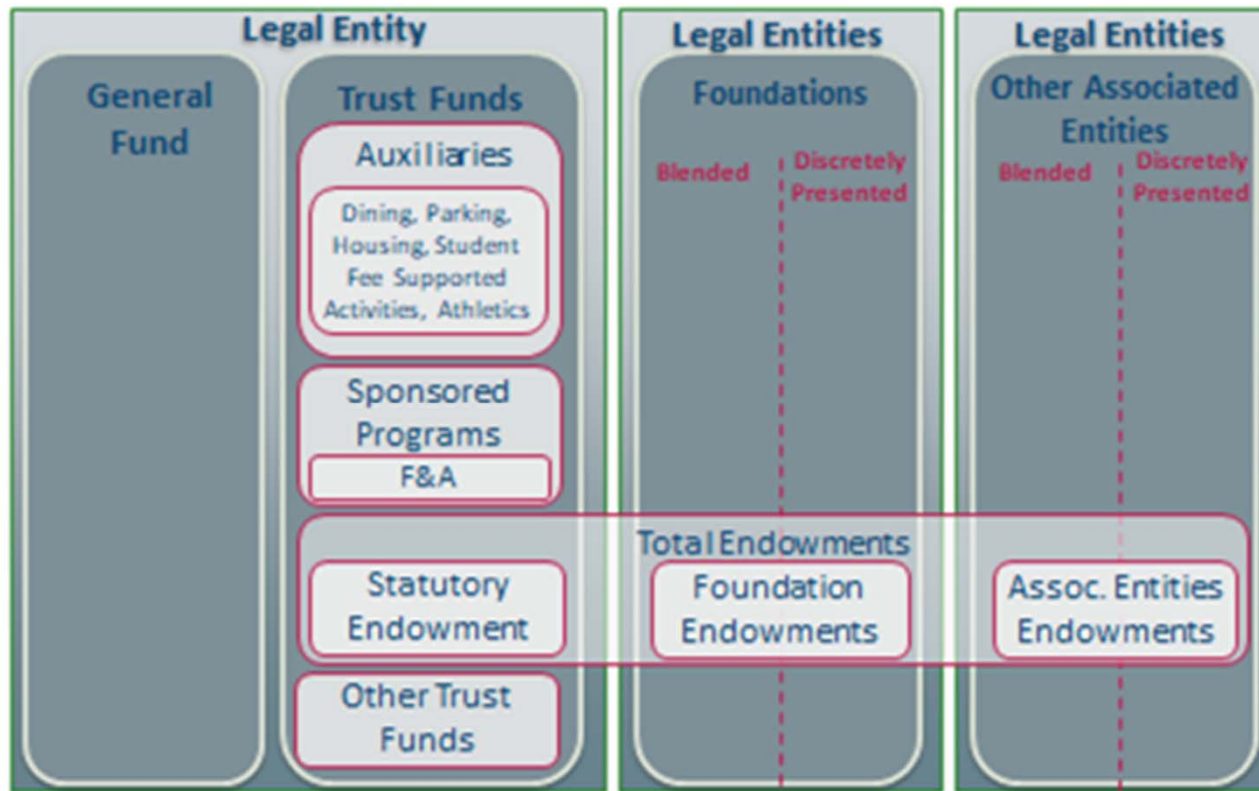 Legal Entity
General
Fund
Trust Funds
Auxiliaries
Dining, Parking,
Housing, Student
Fee Supported
Activities, Athletics
Sponsored
Programs
F&A
Statutory
Endowment
Other Trust
Funds
Total Endowments
Legal Entities
Foundations
Blended
Discretely
Presented
Foundation
Endowments
Legal Entities
Other Associated
Entities
Blended
Discretely
Presented
Assoc. Entities
Endowments